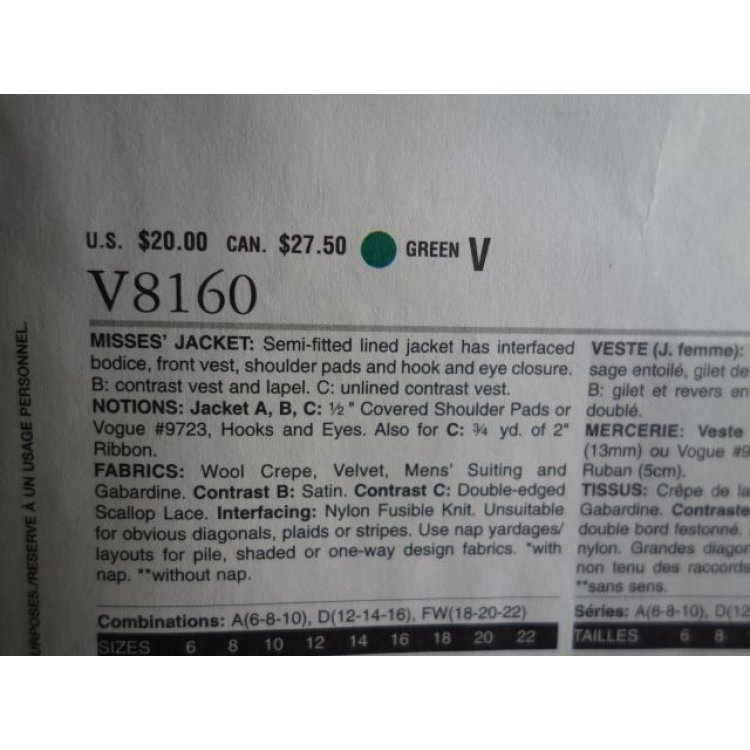 U.S. $20.00 CAN. $27.50 GREEN V
V8160
MISSES' JACKET: Semi-fitted lined jacket has interfaced
bodice, front vest, shoulder pads and hook and eye closure.
B: contrast vest and lapel. C: unlined contrast vest.
NOTIONS: Jacket A, B, C: ½" Covered Shoulder Pads or
Vogue #9723, Hooks and Eyes. Also for C: ¾ yd. of 2"
Ribbon.
FABRICS: Wool Crepe, Velvet, Mens' Suiting and
Gabardine. Contrast B: Satin. Contrast C: Double-edged
Scallop Lace. Interfacing: Nylon Fusible Knit. Unsuitable
for obvious diagonals, plaids or stripes. Use nap yardages/
layouts for pile, shaded or one-way design fabrics. *with
nap. **without nap.
Combinations: A(6-8-10), D(12-14-16), FW(18-20-22)
SIZES 6 8 10 12 14 16 18 20 22
VESTE (J. femme):
sage entoilé, gilet de
B: gilet et revers en
doublé.
MERCERIE: Veste
(13mm) ou Vogue #9
Ruban (5cm).
TISSUS: Crêpe de la
Gabardine. Contraste
double bord festonné.
nylon. Grandes diagon
non tenu des raccords
**sans sens.
Séries: A(6-8-10), D(12
TAILLES 6 8
URPOSES./RESERVE À UN USAGE PERSONNEL.